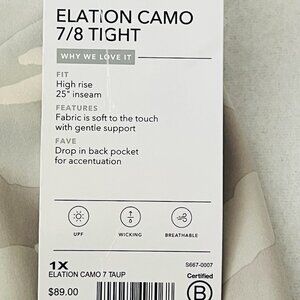 ELATION CAMO
7/8 TIGHT
WHY WE LOVE IT
FIT
High rise
25" inseam
FEATURES
Fabric is soft to the touch
with gentle support
FAVE
Drop in back pocket
for accentuation
UPF
WICKING
BREATHABLE
1X
S667-0007
ELATION CAMO 7 TAUP
Certified
$89.00
B